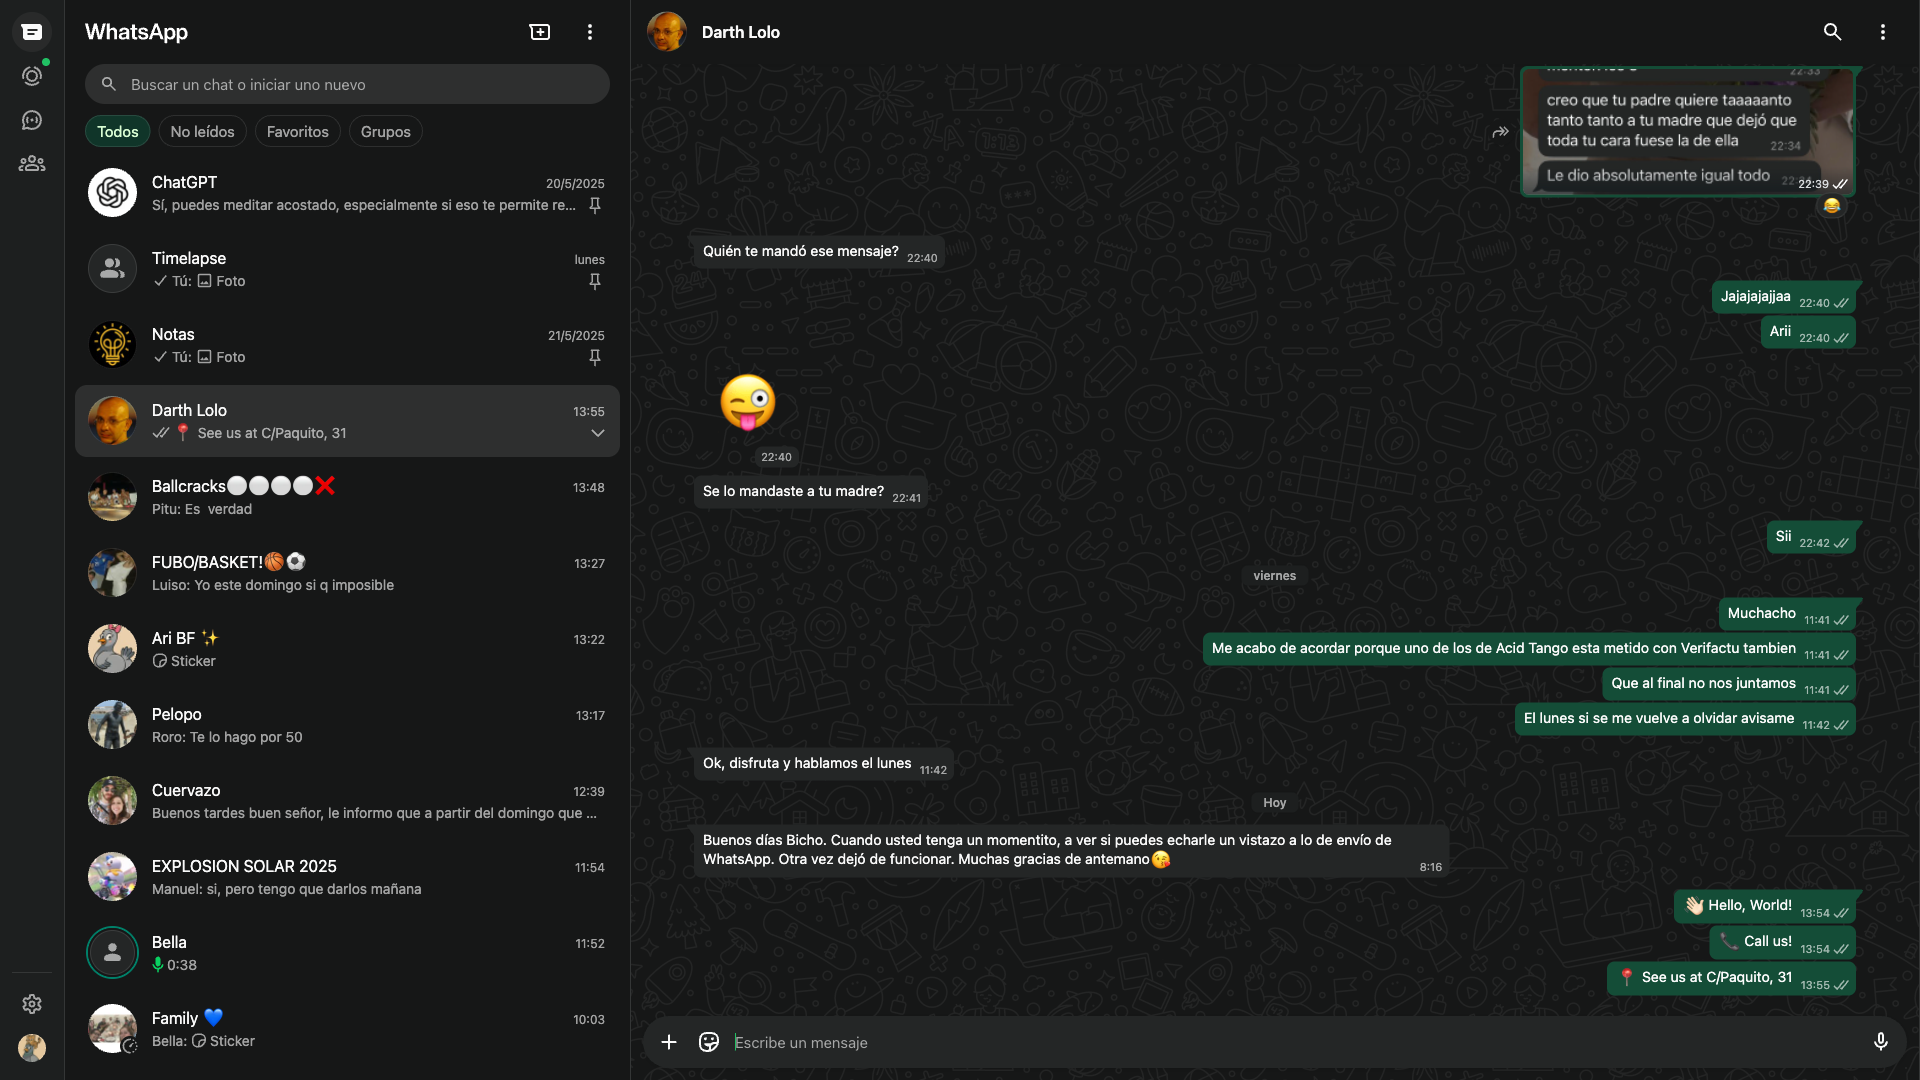 WhatsApp
Buscar un chat o iniciar uno nuevo
Todos
No leídos
Favoritos
Grupos
ChatGPT
20/5/2025
Sí, puedes meditar acostado, especialmente si eso te permite re...
Timelapse
lunes
Tú: Foto
Notas
21/5/2025
Tú: Foto
Darth Lolo
13:55
📍 See us at C/Paquito, 31
Ballcracks⚪⚪⚪⚪❌
13:48
Pitu: Es  verdad
FUBO/BASKET!🏀⚽
13:27
Luiso: Yo este domingo si q imposible
Ari BF ✨
13:22
Sticker
Pelopo
13:17
Roro: Te lo hago por 50
Cuervazo
12:39
Buenos tardes buen señor, le informo que a partir del domingo que ...
EXPLOSION SOLAR 2025
11:54
Manuel: si, pero tengo que darlos mañana
Bella
11:52
0:38
Family 💙
10:03
Bella: Sticker
Darth Lolo
22:33
creo que tu padre quiere taaaaanto
tanto tanto a tu madre que dejó que
toda tu cara fuese la de ella
22:34
Le dio absolutamente igual todo
22:39
😂
Quién te mandó ese mensaje? 22:40
Jajajajajjaa 22:40
Arii 22:40
😜
22:40
Se lo mandaste a tu madre? 22:41
Sii 22:42
viernes
Muchacho 11:41
Me acabo de acordar porque uno de los de Acid Tango esta metido con Verifactu tambien 11:41
Que al final no nos juntamos 11:41
El lunes si se me vuelve a olvidar avisame 11:42
Ok, disfruta y hablamos el lunes 11:42
Hoy
Buenos días Bicho. Cuando usted tenga un momentito, a ver si puedes echarle un vistazo a lo de envío de
WhatsApp. Otra vez dejó de funcionar. Muchas gracias de antemano😘
8:16
👋🏻 Hello, World! 13:54
📞 Call us! 13:54
📍 See us at C/Paquito, 31 13:55
Escribe un mensaje